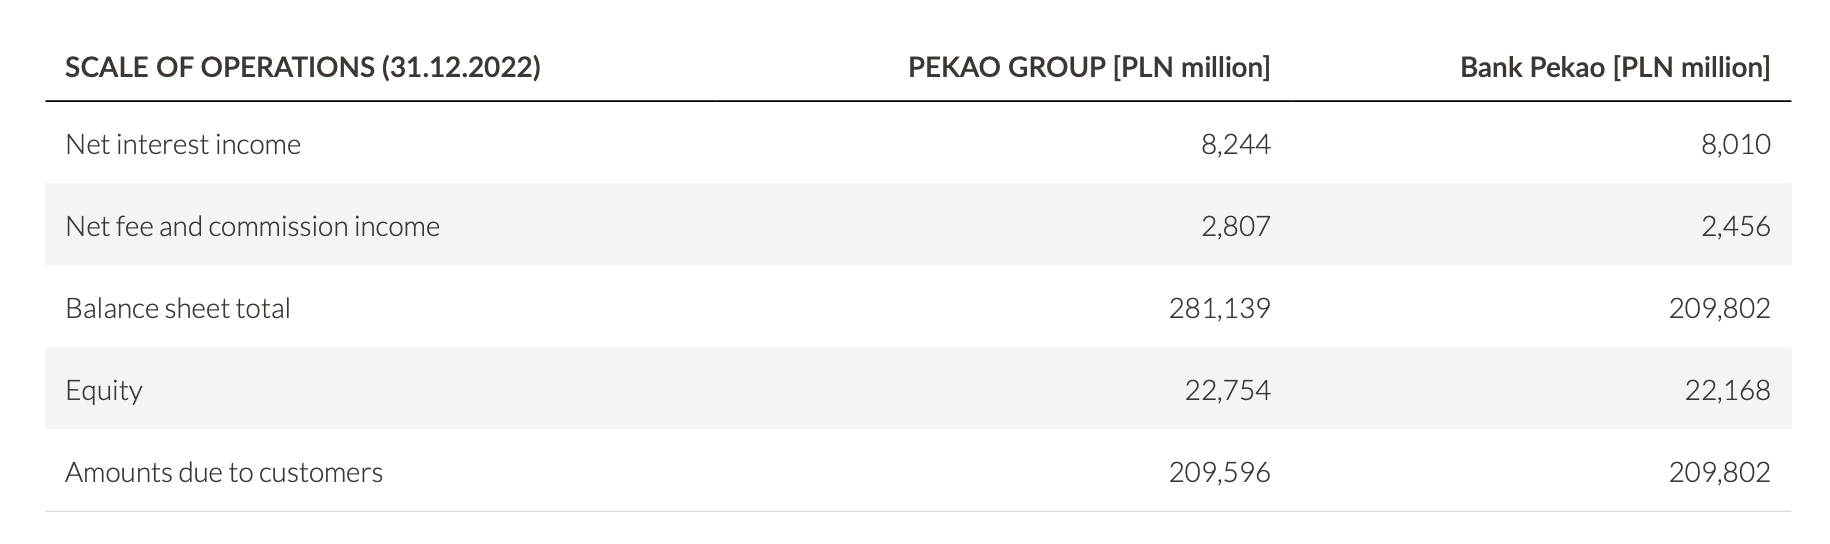 SCALE OF OPERATIONS (31.12.2022) PEKAO GROUP [PLN million] Bank Pekao [PLN million]
Net interest income 8,244 8,010
Net fee and commission income 2,807 2,456
Balance sheet total 281,139 209,802
Equity 22,754 22,168
Amounts due to customers 209,596 209,802